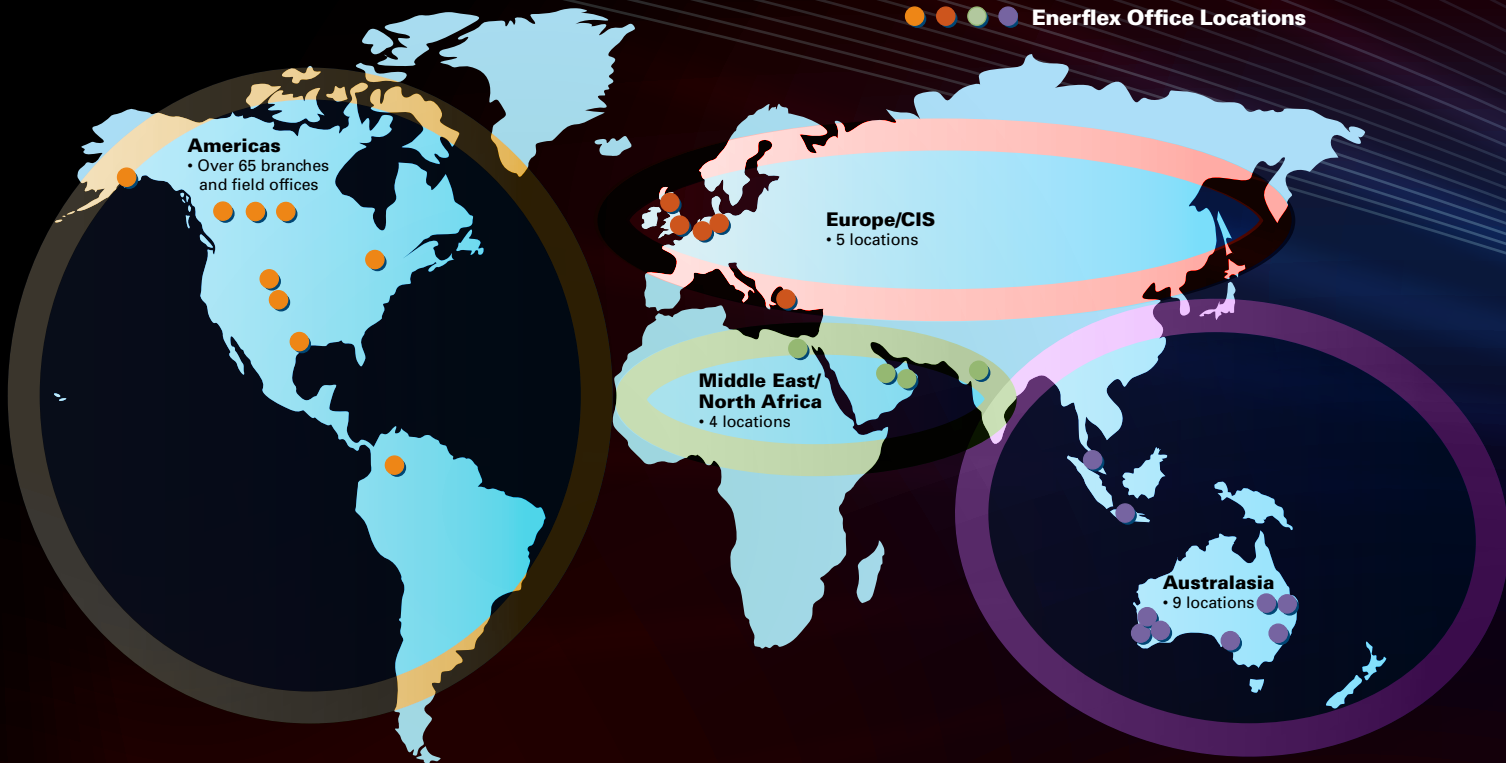 Enerflex Office Locations
Americas
• Over 65 branches
and field offices
Europe/CIS
• 5 locations
Middle East/
North Africa
• 4 locations
Australasia
• 9 locations